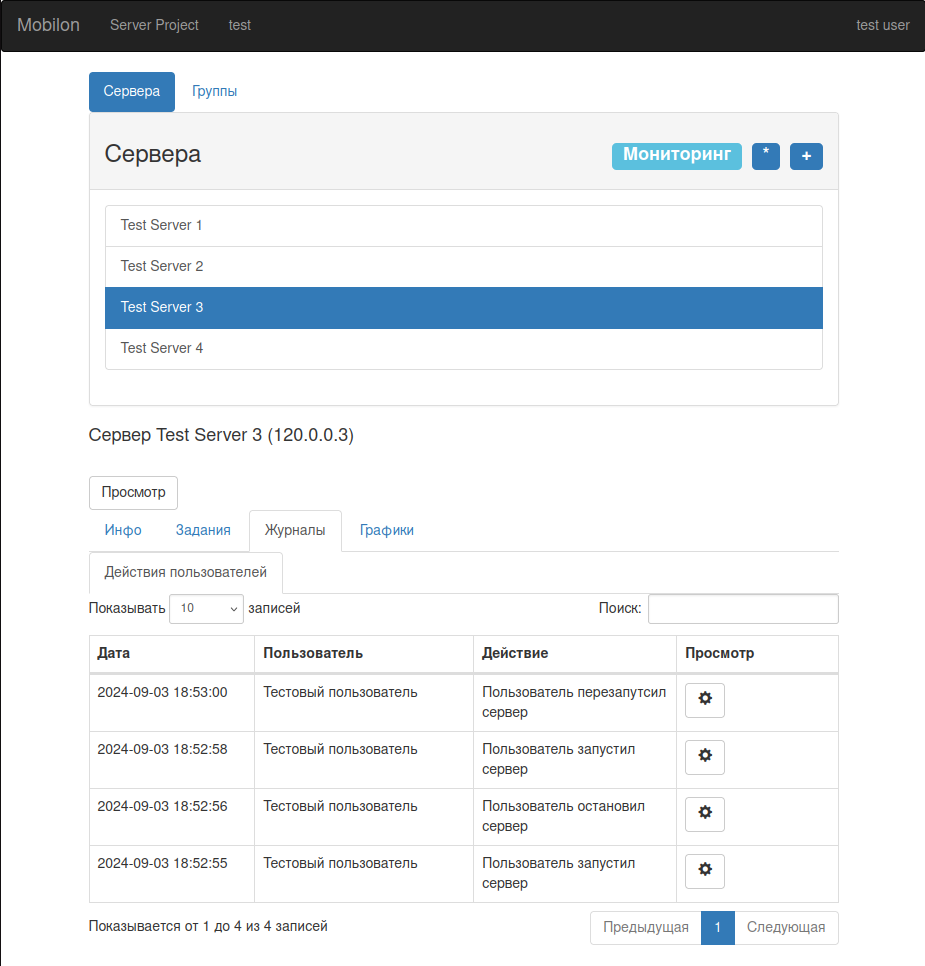 Mobilon Server Project test test user
Сервера Группы
Сервера Мониторинг * +
Test Server 1
Test Server 2
Test Server 3
Test Server 4
Сервер Test Server 3 (120.0.0.3)
Просмотр
Инфо Задания Журналы Графики
Действия пользователей
Показывать 10 записей Поиск:
Дата Пользователь Действие Просмотр
2024-09-03 18:53:00 Тестовый пользователь Пользователь перезапутсил
сервер
2024-09-03 18:52:58 Тестовый пользователь Пользователь запустил
сервер
2024-09-03 18:52:56 Тестовый пользователь Пользователь остановил
сервер
2024-09-03 18:52:55 Тестовый пользователь Пользователь запустил
сервер
Показывается от 1 до 4 из 4 записей Предыдущая 1 Следующая